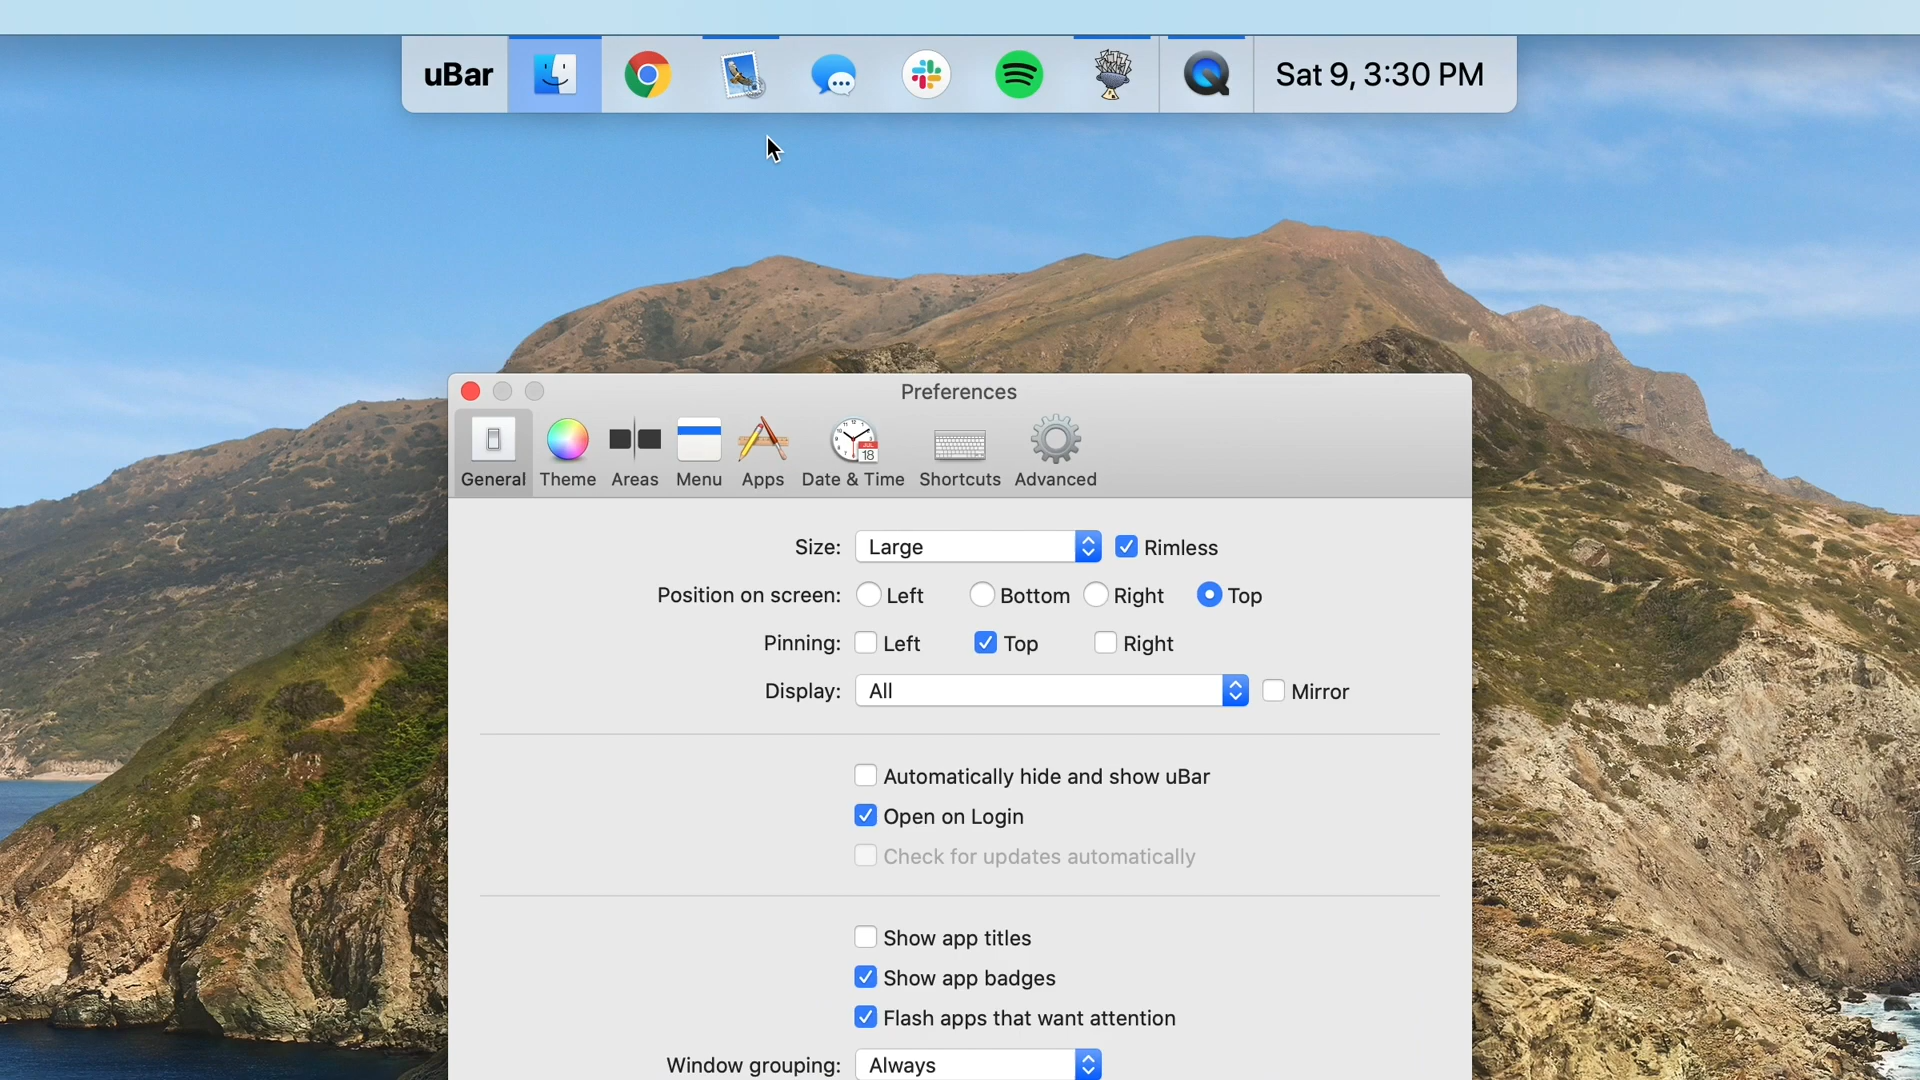 uBar
Sat 9, 3:30 PM
Preferences
General Theme Areas Menu Apps Date & Time Shortcuts Advanced
JUL
18
Size: Large Rimless
Position on screen: Left Bottom Right Top
Pinning: Left Top Right
Display: All Mirror
Automatically hide and show uBar
Open on Login
Check for updates automatically
Show app titles
Show app badges
Flash apps that want attention
Window grouping: Always